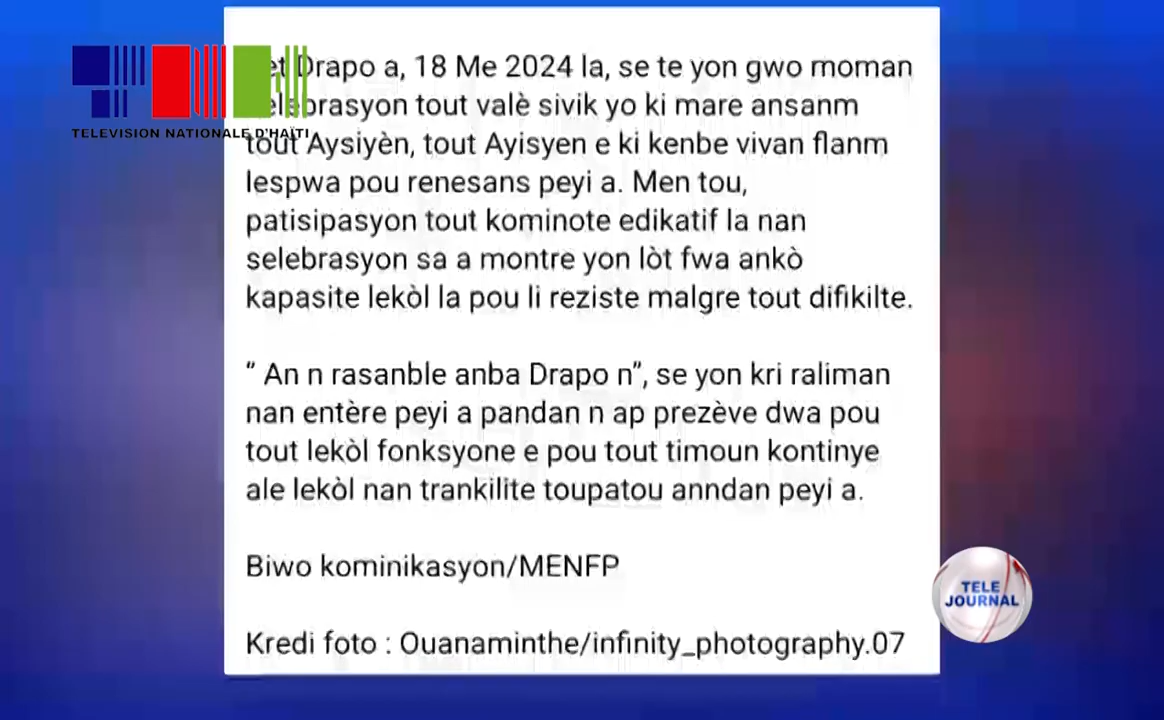 TELEVISION NATIONALE D'HAÏTI
Drapo a, 18 Me 2024 la, se te yon gwo moman
tout valè sivik yo ki mare ansanm
tout Aysiyèn, tout Ayisyen e ki kenbe vivan flanm
lespwa pou renesans peyi a. Men tou,
patisipasyon tout kominote edikatif la nan
selebrasyon sa a montre yon lòt fwa ankò
kapasite lekòl la pou li reziste malgre tout difikilte.
” An n rasanble anba Drapo n”, se yon kri raliman
nan entère peyi a pandan n ap prezève dwa pou
tout lekòl fonksyone e pou tout timoun kontinye
ale lekòl nan trankilite toupatou anndan peyi a.
Biwo kominikasyon/MENFP
Kredi foto : Ouanaminthe/infinity_photography.07
TELE
JOURNAL